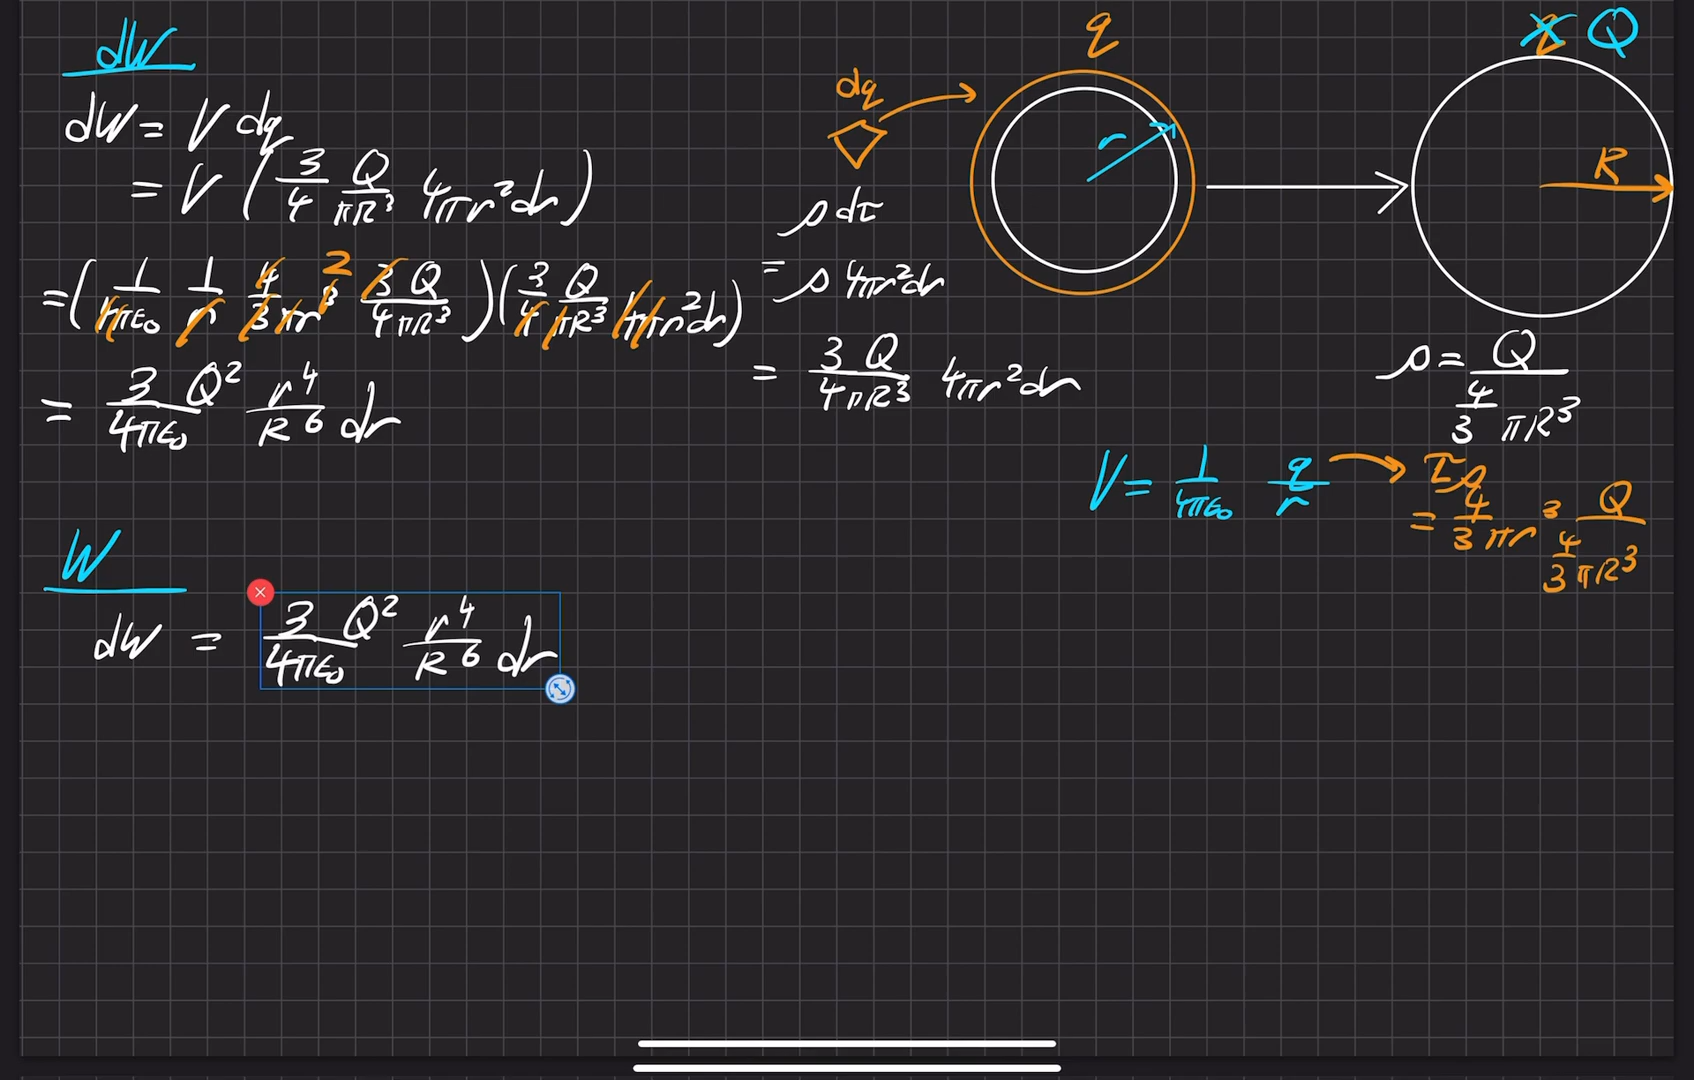 dW
dW = V dq
= V ( 3/4 Q/πR³ 4πr²dr )
= ( 1/4πε₀ 1/r 4/3 πr³ 2 3Q/4πR³ ) ( 3/4 Q/πR³ 4πr²dr )
= 3/4πε₀ Q² r⁴/R⁶ dr
dq
q
r
q Q
R
ρdτ
= ρ 4πr²dr
= 3Q/4πR³ 4πr²dr
ρ = Q / 4/3 πR³
V = 1/4πε₀ q/r
τρ
= 4/3 πr³ Q / 4/3 πR³
W
dW = 3/4πε₀ Q² r⁴/R⁶ dr